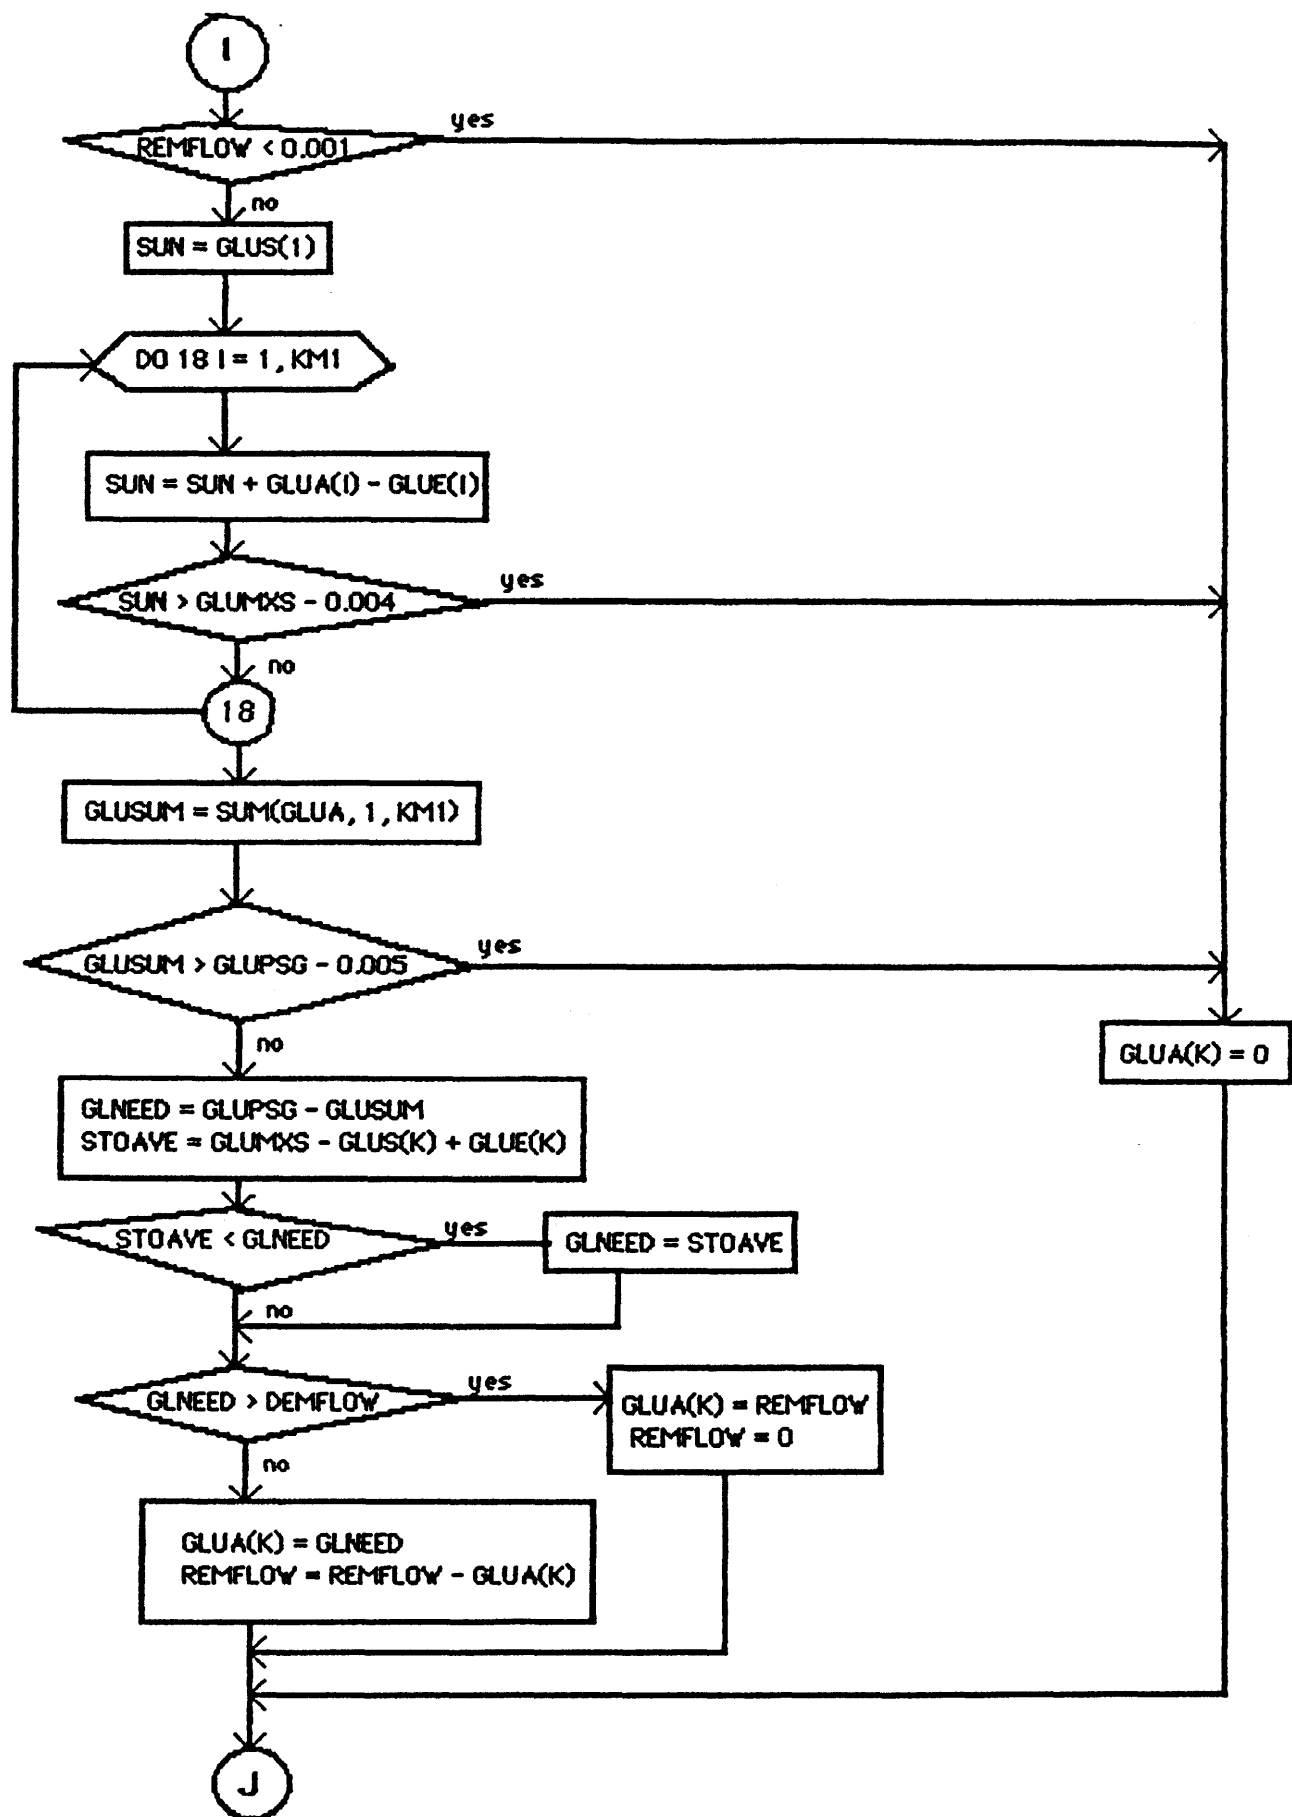 I
REMFLOW < 0.001
yes
no
SUN = GLUS(1)
DO 18 I = 1, KM1
SUN = SUN + GLUA(I) - GLUE(I)
SUN > GLUMXS - 0.004
yes
no
18
GLUSUM = SUM(GLUA, 1, KM1)
GLUSUM > GLUPSG - 0.005
yes
no
GLUA(K) = 0
GLNEED = GLUPSG - GLUSUM
STOAVE = GLUMXS - GLUS(K) + GLUE(K)
STOAVE < GLNEED
yes
GLNEED = STOAVE
no
GLNEED > DEMFLOW
yes
GLUA(K) = REMFLOW
REMFLOW = 0
no
GLUA(K) = GLNEED
REMFLOW = REMFLOW - GLUA(K)
J